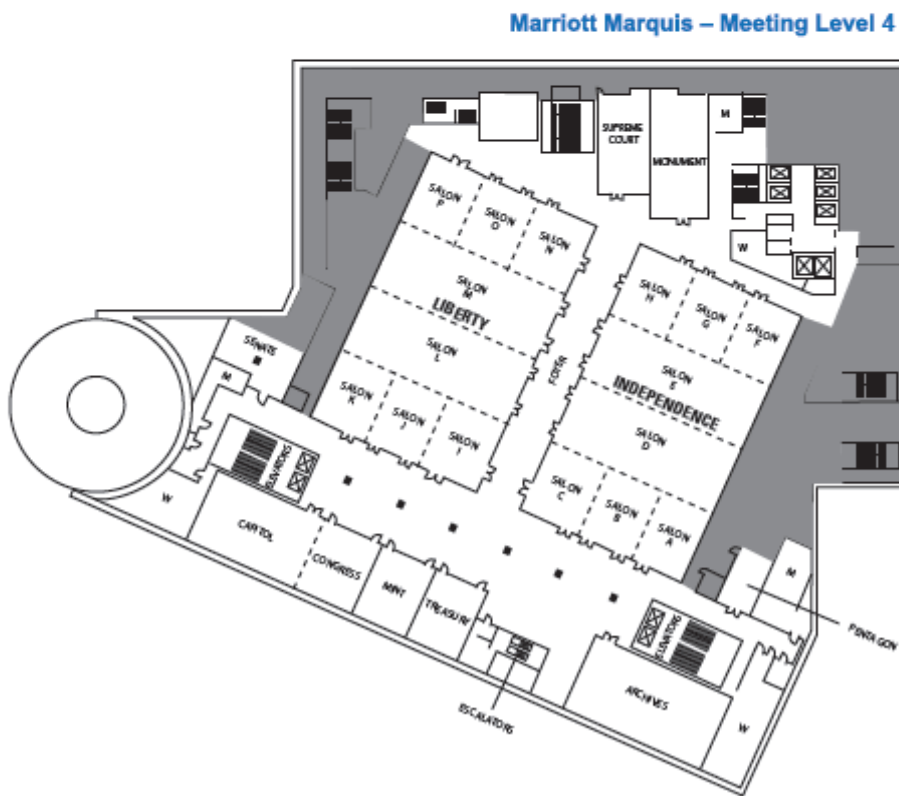 Marriott Marquis – Meeting Level 4
SUPREME
COURT
MONUMENT
M
W
SALON
P
SALON
O
SALON
N
SALON
M
LIBERTY
SALON
L
SALON
K
SALON
J
SALON
I
FOYER
SALON
H
SALON
G
SALON
F
SALON
E
INDEPENDENCE
SALON
D
SALON
C
SALON
B
SALON
A
SENATE
M
ELEVATORS
W
CAPITOL
CONGRESS
MINT
TREASURY
ESCALATORS
ELEVATORS
ARCHIVES
W
M
PENTAGON